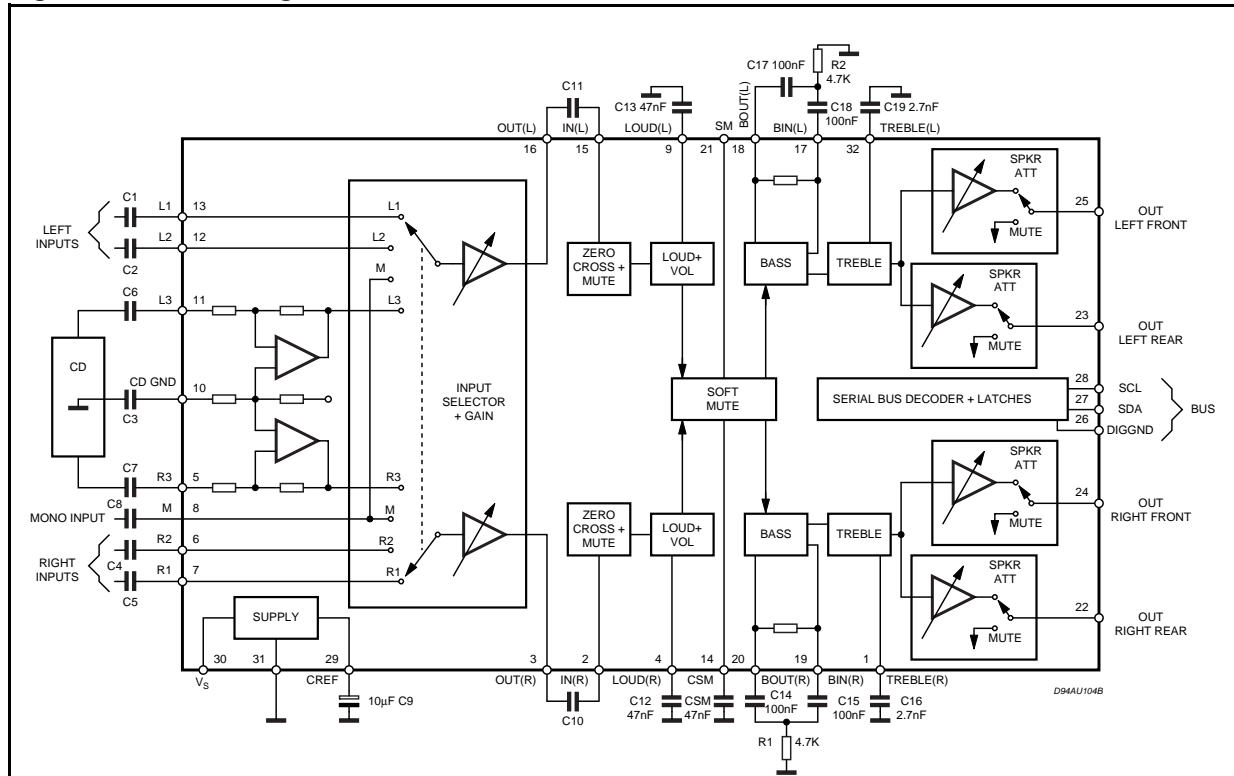 C17 100nF
R2
4.7K
C11
C13 47nF
C18
100nF
C19 2.7nF
BOUT(L)
OUT(L)
IN(L)
LOUD(L)
SM
BIN(L)
TREBLE(L)
16
15
9
21
18
17
32
LEFT
INPUTS
C1
L1
13
L2
12
C2
C6
L3
11
CD
CD GND
10
C3
C7
R3
5
C8
MONO INPUT
M
8
RIGHT
INPUTS
R2
6
C4
R1
7
C5
L1
L2
M
L3
INPUT
SELECTOR
+ GAIN
R3
M
R2
R1
ZERO
CROSS +
MUTE
LOUD+
VOL
BASS
TREBLE
SPKR
ATT
MUTE
25
OUT
LEFT FRONT
SPKR
ATT
MUTE
23
OUT
LEFT REAR
SOFT
MUTE
SERIAL BUS DECODER + LATCHES
28
SCL
27
SDA
26
DIGGND
BUS
ZERO
CROSS +
MUTE
LOUD+
VOL
BASS
TREBLE
SPKR
ATT
MUTE
24
OUT
RIGHT FRONT
SPKR
ATT
MUTE
22
OUT
RIGHT REAR
SUPPLY
30
31
29
3
2
4
14
20
19
1
VS
CREF
OUT(R)
IN(R)
LOUD(R)
CSM
BOUT(R)
BIN(R)
TREBLE(R)
D94AU104B
10µF C9
C10
C12
47nF
CSM
47nF
C14
100nF
C15
100nF
C16
2.7nF
R1
4.7K